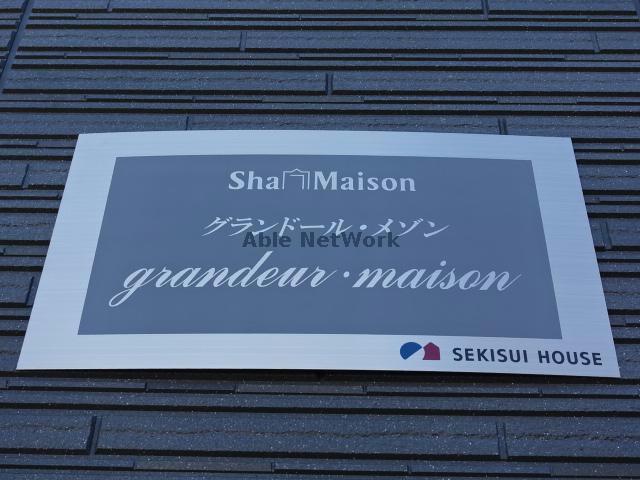 Sha Maison
グランドール・メゾン
Able NetWork
grandeur・maison
SEKISUI HOUSE